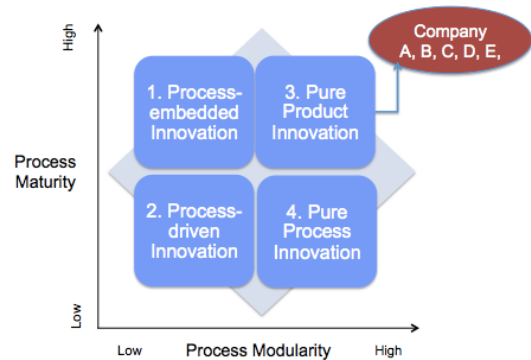 High
Company
A, B, C, D, E,
1. Process-
embedded
Innovation
3. Pure
Product
Innovation
Process
Maturity
2. Process-
driven
Innovation
4. Pure
Process
Innovation
Low
Low
Process Modularity
High